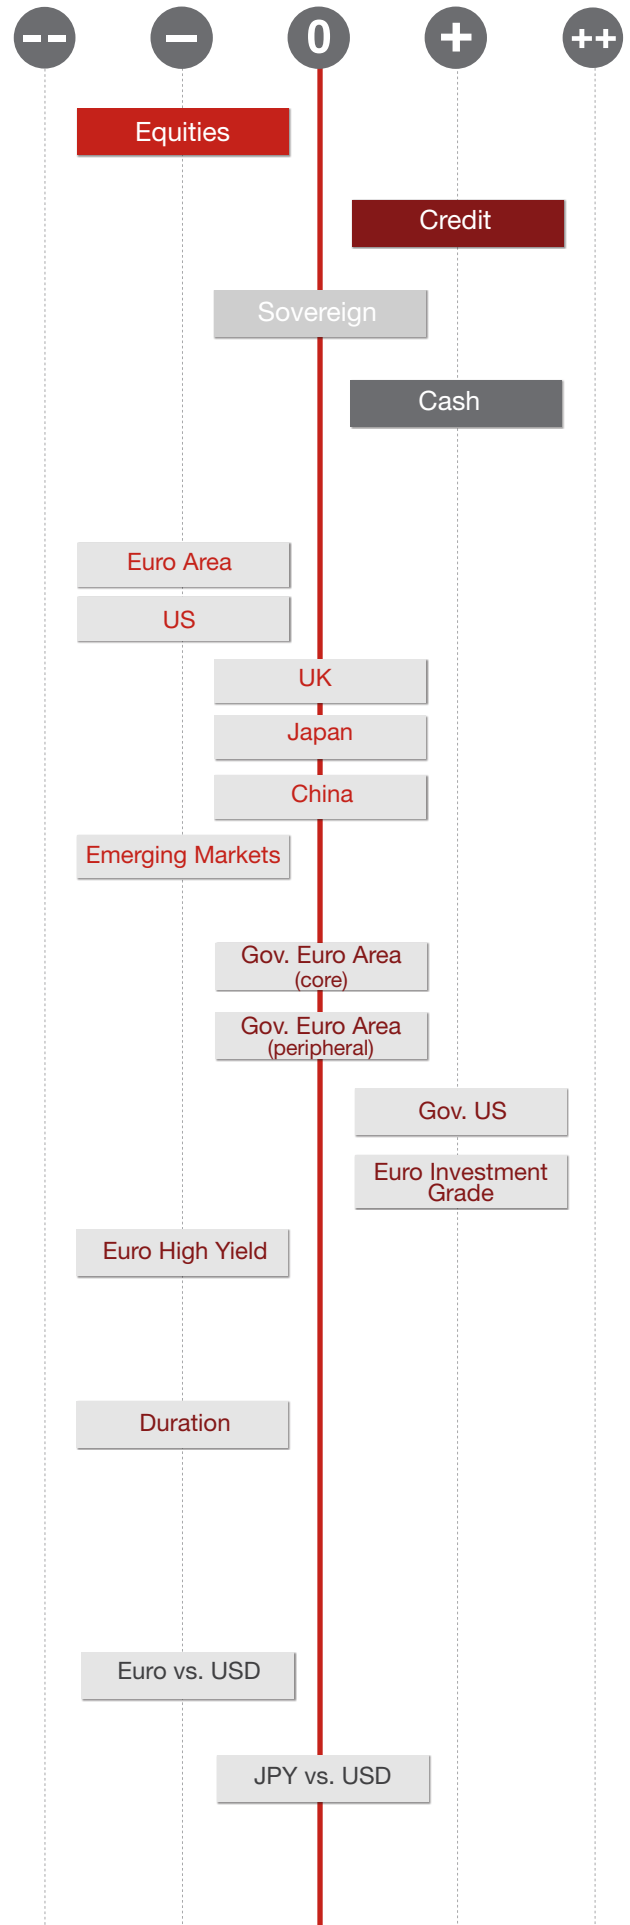 -- - 0 + ++
Equities
Credit
Sovereign
Cash
Euro Area
US
UK
Japan
China
Emerging Markets
Gov. Euro Area
(core)
Gov. Euro Area
(peripheral)
Gov. US
Euro Investment
Grade
Euro High Yield
Duration
Euro vs. USD
JPY vs. USD